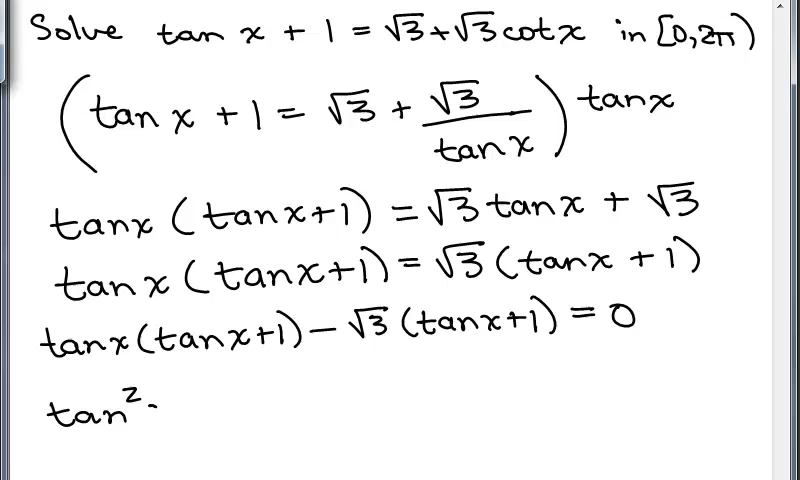 Solve tan x + 1 = √3 + √3 cot x in [0, 2π)
(tan x + 1 = √3 + √3/tan x) tan x
tan x (tan x + 1) = √3 tan x + √3
tan x (tan x + 1) = √3 (tan x + 1)
tan x (tan x + 1) - √3 (tan x + 1) = 0
tan²